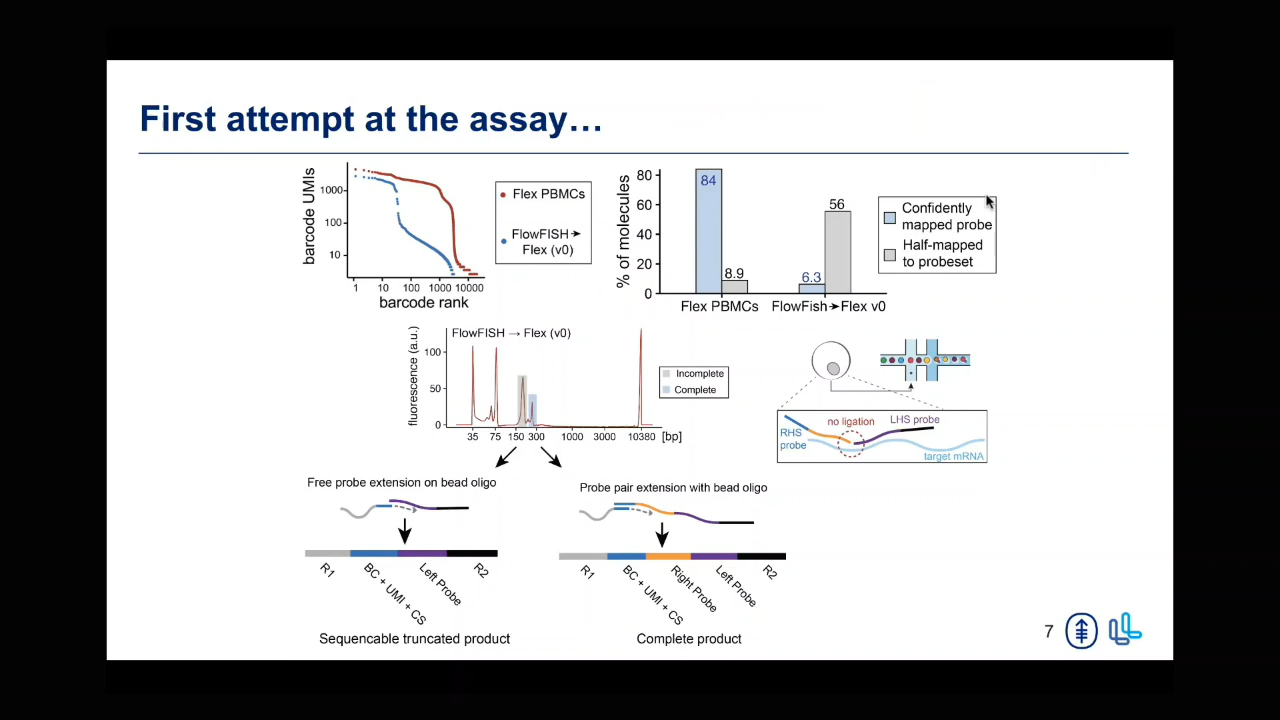 First attempt at the assay…
barcode UMIs
1000
100
10
1
10
100
1000
10000
barcode rank
Flex PBMCs
FlowFISH➤
Flex (v0)
% of molecules
80
60
40
20
0
84
8.9
6.3
56
Flex PBMCs
FlowFish➤Flex v0
Confidently
mapped probe
Half-mapped
to probeset
FlowFISH → Flex (v0)
fluorescence (a.u.)
100
50
0
35
75
150
300
1000
3000
10380
[bp]
Incomplete
Complete
no ligation
LHS probe
RHS
probe
target mRNA
Free probe extension on bead oligo
R1
BC + UMI + CS
Left Probe
R2
Sequencable truncated product
Probe pair extension with bead oligo
R1
BC + UMI + CS
Right Probe
Left Probe
R2
Complete product
7